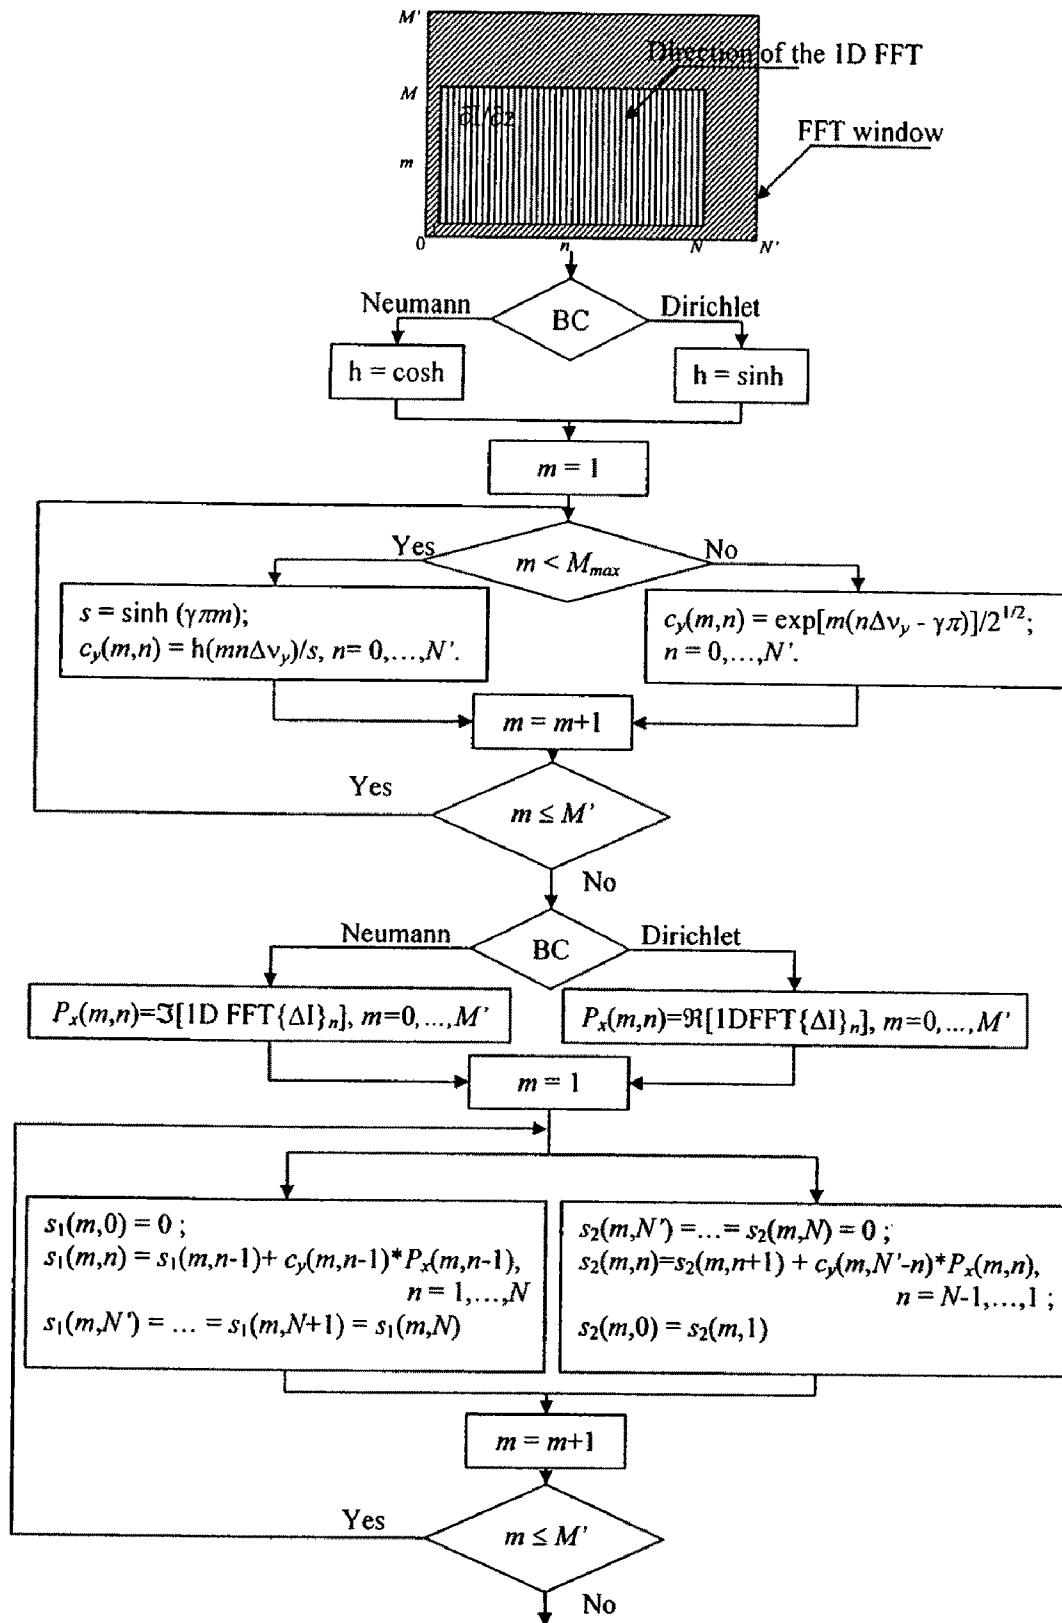 M'
Direction of the 1D FFT
M
∂I/∂z
FFT window
m
0
n
N
N'
Neumann
BC
Dirichlet
h = cosh
h = sinh
m = 1
Yes
m < Mmax
No
s = sinh (γπm);
cy(m,n) = h(mnΔνy)/s, n= 0,…,N'.
cy(m,n) = exp[m(nΔνy - γπ)]/2^1/2;
n = 0,…,N'.
m = m+1
Yes
m ≤ M'
No
Neumann
BC
Dirichlet
Px(m,n)=ℑ[1D FFT{ΔI}n], m=0,…,M'
Px(m,n)=ℜ[1DFFT{ΔI}n], m=0,…,M'
m = 1
s1(m,0) = 0 ;
s1(m,n) = s1(m,n-1)+ cy(m,n-1)*Px(m,n-1),
n = 1,…,N
s1(m,N') = … = s1(m,N+1) = s1(m,N)
s2(m,N') =…= s2(m,N) = 0 ;
s2(m,n)=s2(m,n+1) + cy(m,N'-n)*Px(m,n),
n = N-1,…,1 ;
s2(m,0) = s2(m,1)
m = m+1
Yes
m ≤ M'
No